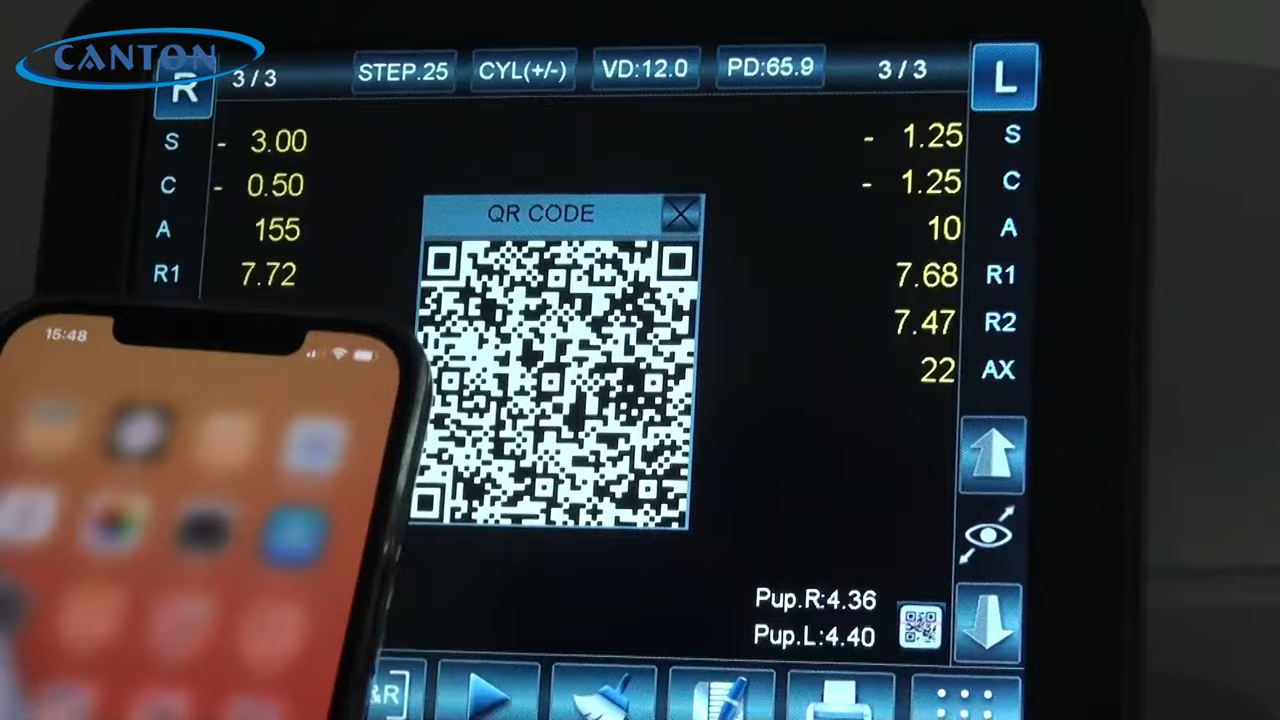 CANTON
R 3/3 STEP.25 CYL(+/-) VD:12.0 PD:65.9 3/3 L
S - 3.00 - 1.25 S
C - 0.50 - 1.25 C
A 155 10 A
QR CODE
R1 7.72 7.68 R1
7.47 R2
22 AX
15:48
Pup.R:4.36
Pup.L:4.40
&R